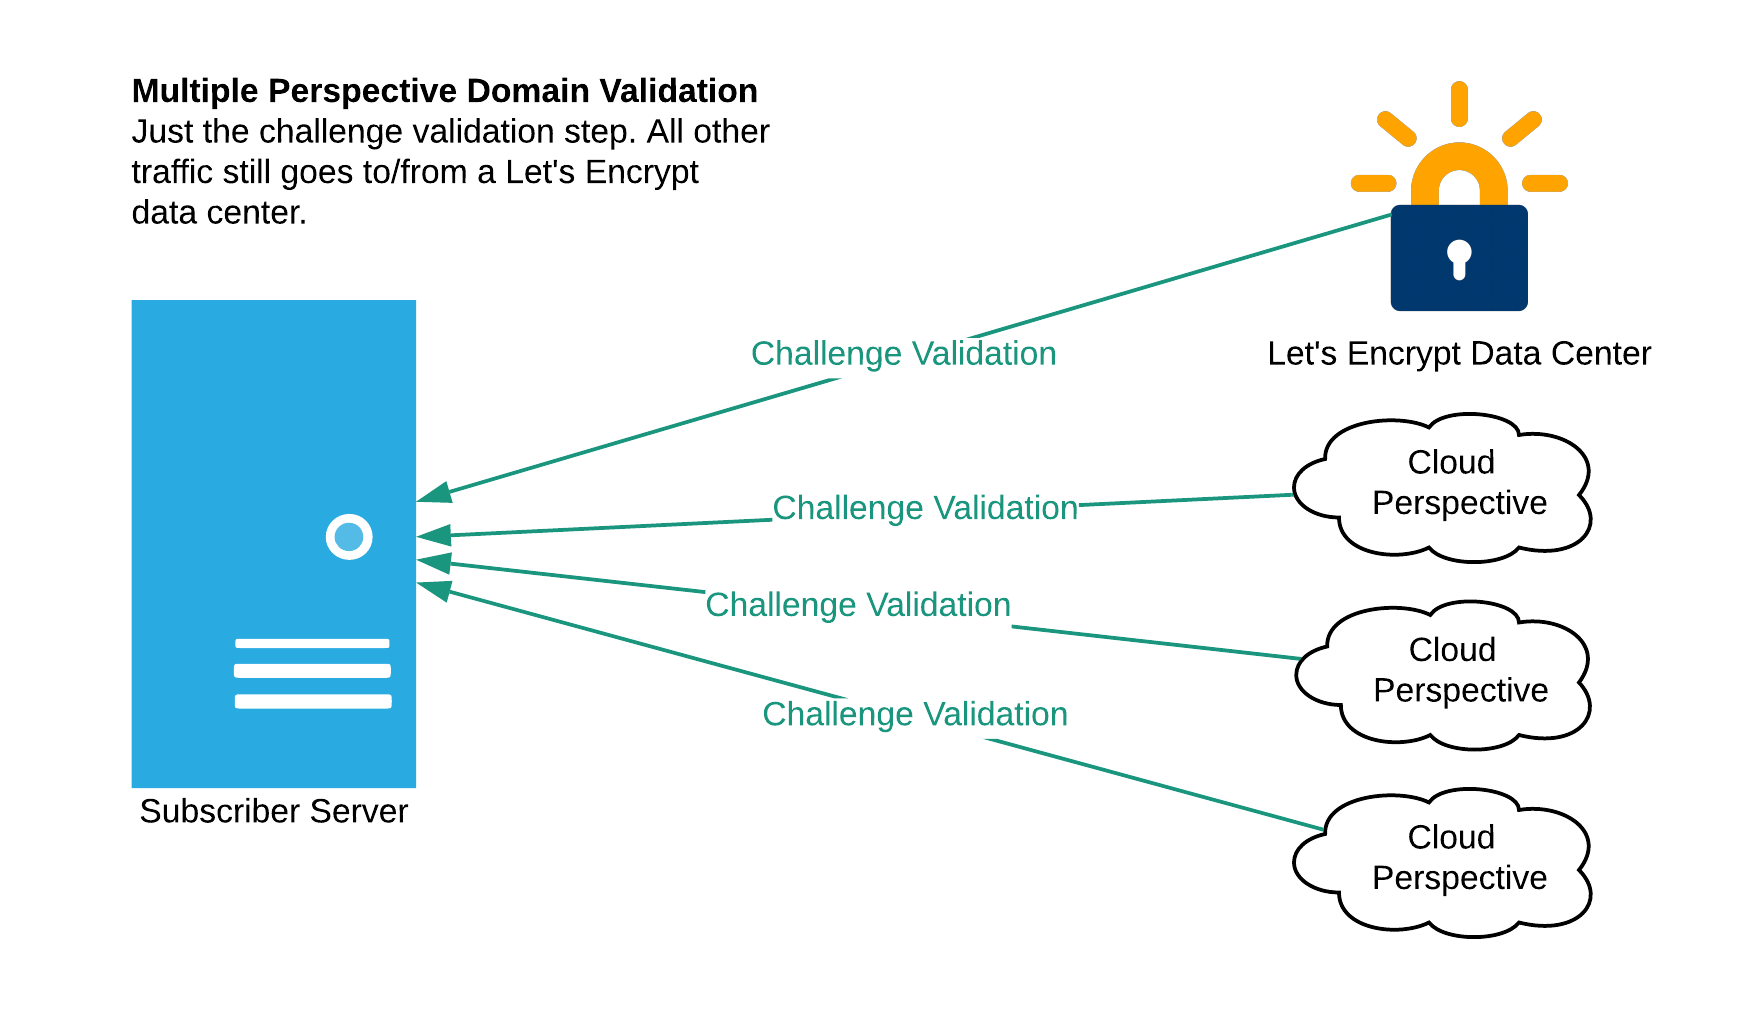 Multiple Perspective Domain Validation
Just the challenge validation step. All other
traffic still goes to/from a Let's Encrypt
data center.
Challenge Validation
Let's Encrypt Data Center
Cloud
Perspective
Challenge Validation
Challenge Validation
Cloud
Perspective
Challenge Validation
Subscriber Server
Cloud
Perspective